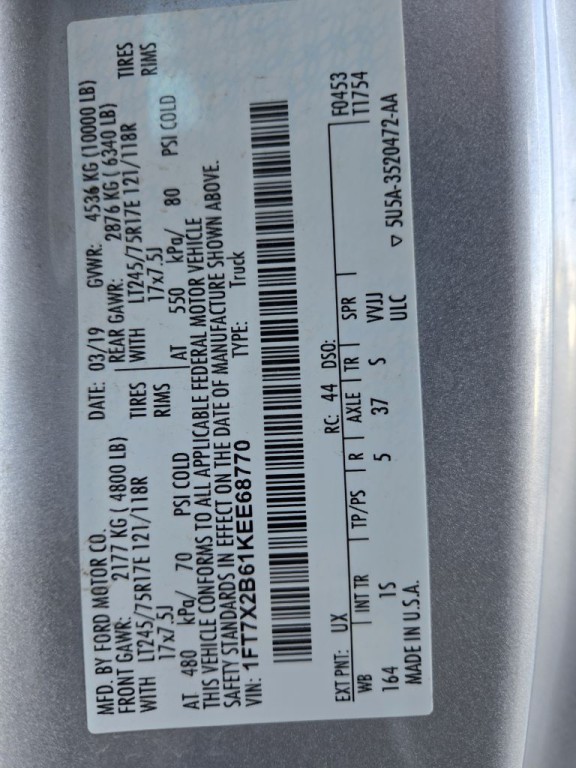 MFD. BY FORD MOTOR CO. DATE: 03/19 GVWR: 4536 KG (10000 LB)
FRONT GAWR: 2177 KG ( 4800 LB) REAR GAWR: 2876 KG ( 6340 LB)
WITH LT245/75R17E 121/118R TIRES WITH LT245/75R17E 121/118R TIRES
17x7.5J RIMS 17x7.5J RIMS
AT 480 kPa/ 70 PSI COLD AT 550 kPa/ 80 PSI COLD
THIS VEHICLE CONFORMS TO ALL APPLICABLE FEDERAL MOTOR VEHICLE
SAFETY STANDARDS IN EFFECT ON THE DATE OF MANUFACTURE SHOWN ABOVE.
VIN: 1FT7X2B61KEE68770 TYPE: Truck
EXT PNT: UX RC: 44 DSO: F0453
WB INT TR TP/PS R AXLE TR SPR T1754
164 1S 5 37 S VVJJ
MADE IN U.S.A. ULC ▽ 5U5A-3520472-AA